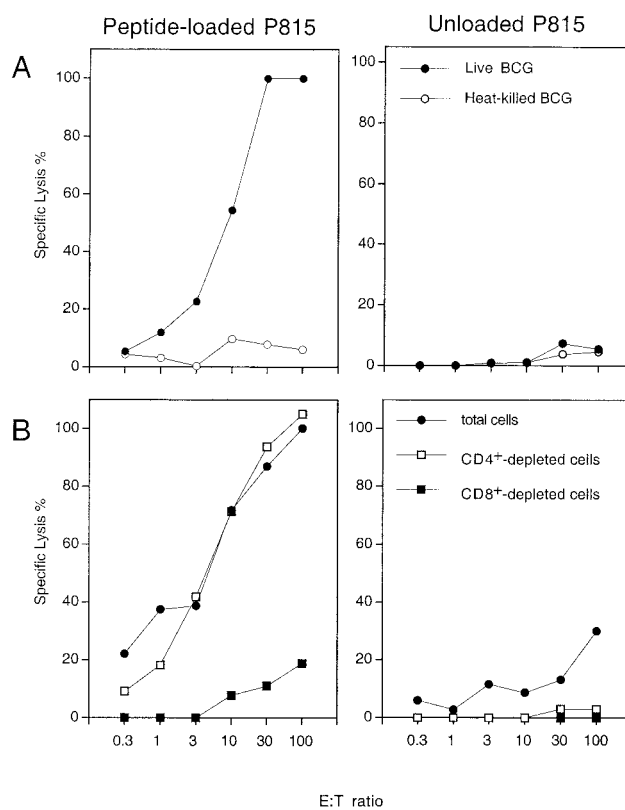 Peptide-loaded P815
Unloaded P815
A
Specific Lysis %
100
80
60
40
20
0
100
80
60
40
20
0
Live BCG
Heat-killed BCG
B
Specific Lysis %
100
80
60
40
20
0
0.3 1 3 10 30 100
100
80
60
40
20
0
total cells
CD4+-depleted cells
CD8+-depleted cells
0.3 1 3 10 30 100
E:T ratio